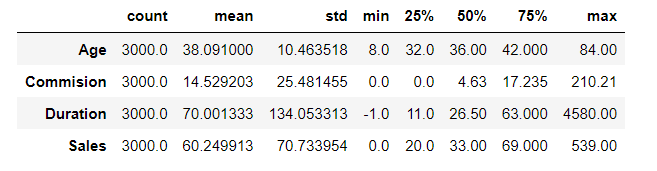 count mean std min 25% 50% 75% max
Age 3000.0 38.091000 10.463518 8.0 32.0 36.00 42.000 84.00
Commision 3000.0 14.529203 25.481455 0.0 0.0 4.63 17.235 210.21
Duration 3000.0 70.001333 134.053313 -1.0 11.0 26.50 63.000 4580.00
Sales 3000.0 60.249913 70.733954 0.0 20.0 33.00 69.000 539.00